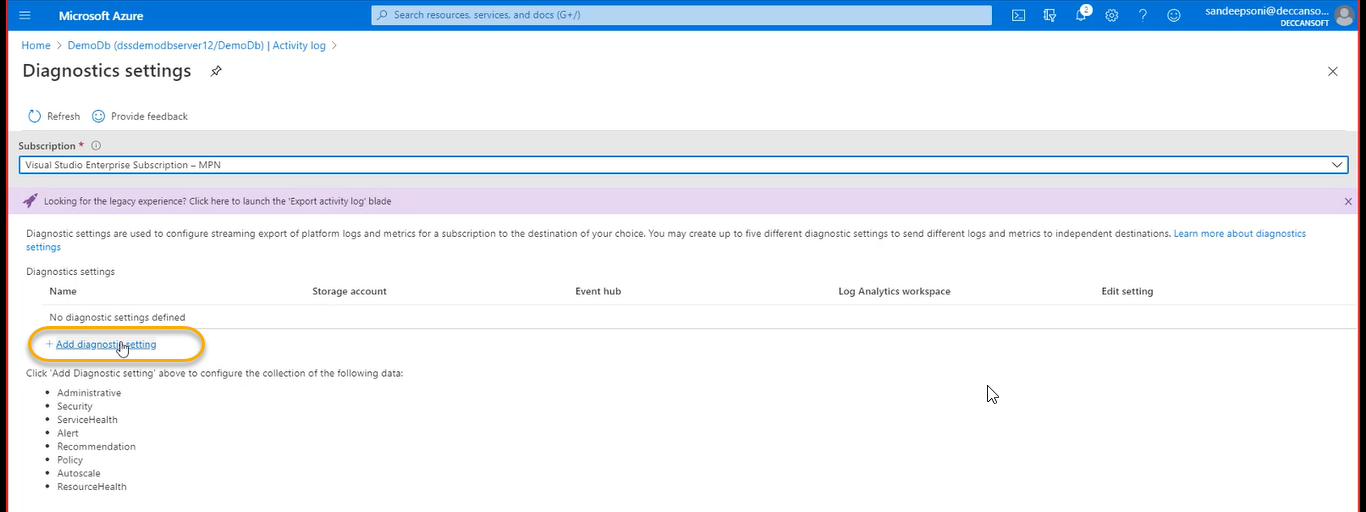 Microsoft Azure
Search resources, services, and docs (G+/)
2
sandeepsoni@deccanso...
DECCANSOFT
Home > DemoDb (dssdemodbserver12/DemoDb) | Activity log >
Diagnostics settings
Refresh
Provide feedback
Subscription *
Visual Studio Enterprise Subscription – MPN
Looking for the legacy experience? Click here to launch the 'Export activity log' blade
Diagnostic settings are used to configure streaming export of platform logs and metrics for a subscription to the destination of your choice. You may create up to five different diagnostic settings to send different logs and metrics to independent destinations. Learn more about diagnostics
settings
Diagnostics settings
Name Storage account Event hub Log Analytics workspace Edit setting
No diagnostic settings defined
+ Add diagnostic setting
Click 'Add Diagnostic setting' above to configure the collection of the following data:
• Administrative
• Security
• ServiceHealth
• Alert
• Recommendation
• Policy
• Autoscale
• ResourceHealth